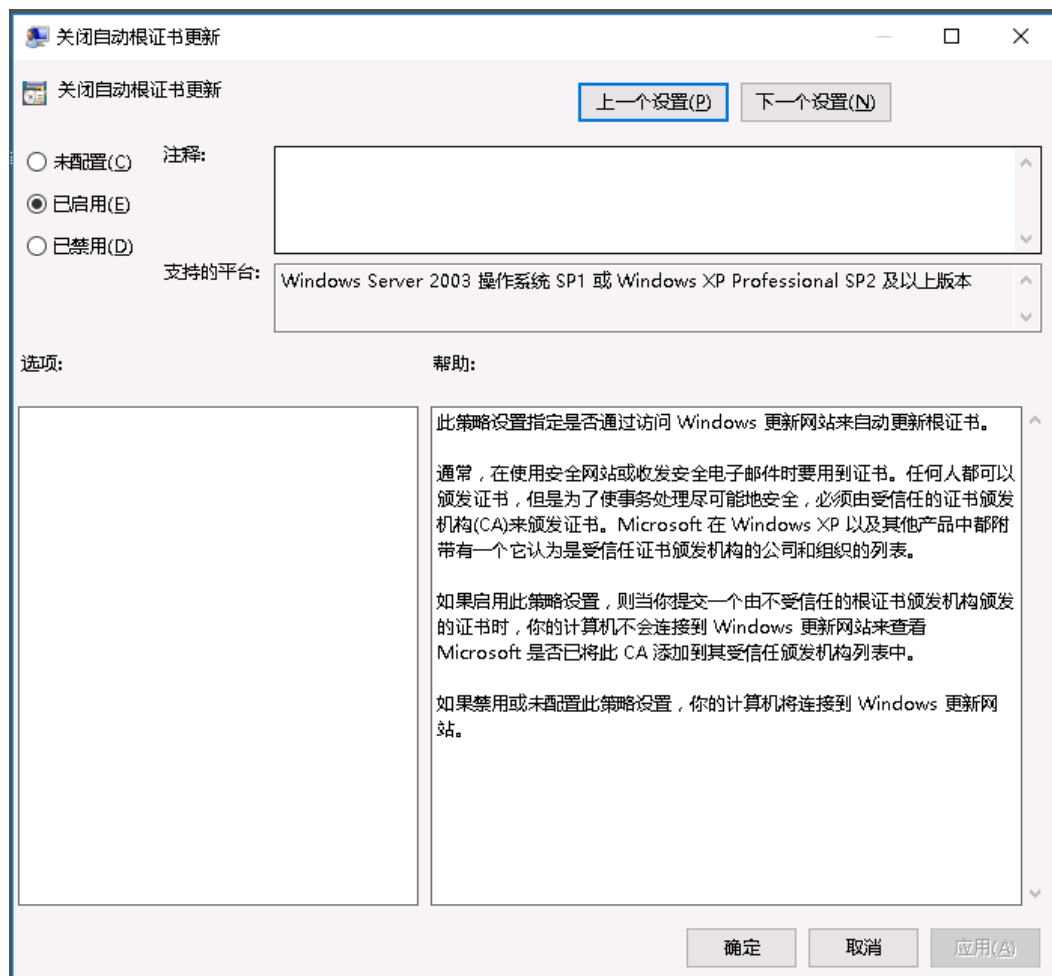 关闭自动根证书更新
关闭自动根证书更新
上一个设置(P)
下一个设置(N)
未配置(C)
注释:
已启用(E)
已禁用(D)
支持的平台:
Windows Server 2003 操作系统 SP1 或 Windows XP Professional SP2 及以上版本
选项:
帮助:
此策略设置指定是否通过访问 Windows 更新网站来自动更新根证书。
通常，在使用安全网站或收发安全电子邮件时要用到证书。任何人都可以
颁发证书，但是为了使事务处理尽可能地安全，必须由受信任的证书颁发
机构(CA)来颁发证书。Microsoft 在 Windows XP 以及其他产品中都附
带有一个它认为是受信任证书颁发机构的公司和组织的列表。
如果启用此策略设置，则当你提交一个由不受信任的根证书颁发机构颁发
的证书时，你的计算机不会连接到 Windows 更新网站来查看
Microsoft 是否已将此 CA 添加到其受信任颁发机构列表中。
如果禁用或未配置此策略设置，你的计算机将连接到 Windows 更新网
站。
确定
取消
应用(A)